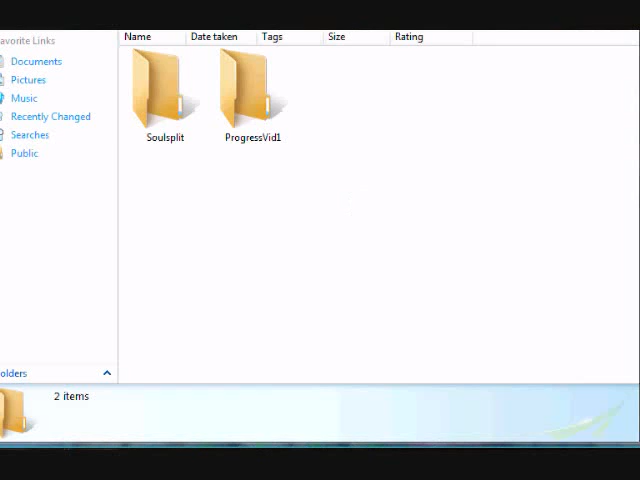 Name Date taken Tags Size Rating
avorite Links
Documents
Pictures
Music
Recently Changed
Searches
Public
Soulsplit ProgressVid1
olders
2 items